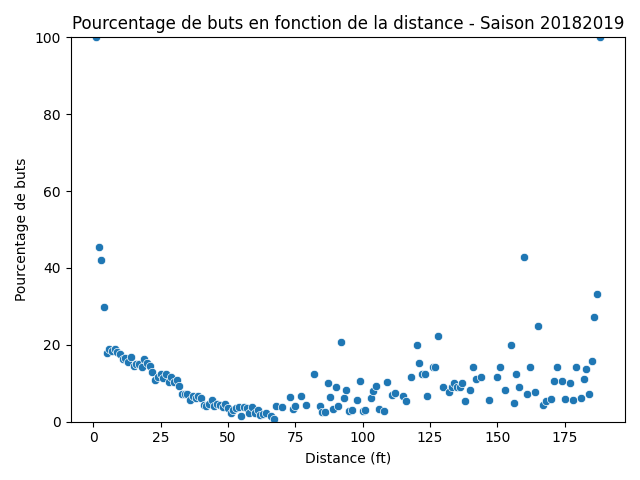 Pourcentage de buts en fonction de la distance - Saison 20182019
Pourcentage de buts
100
80
60
40
20
0
0 25 50 75 100 125 150 175
Distance (ft)